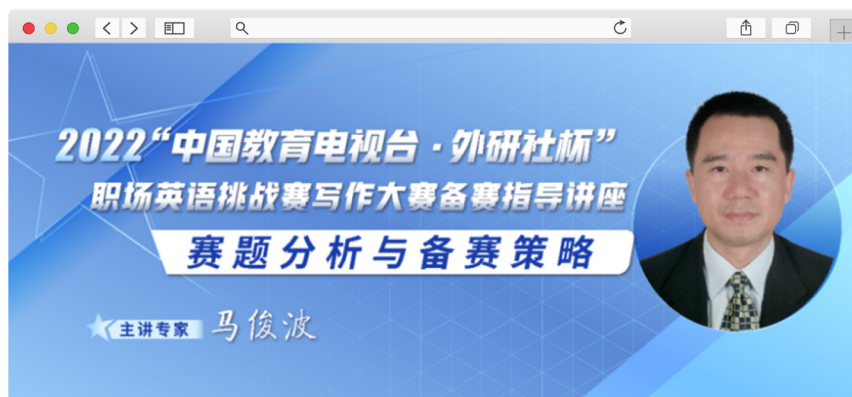 2022“中国教育电视台·外研社杯”
职场英语挑战赛写作大赛备赛指导讲座
赛题分析与备赛策略
主讲专家 马俊波